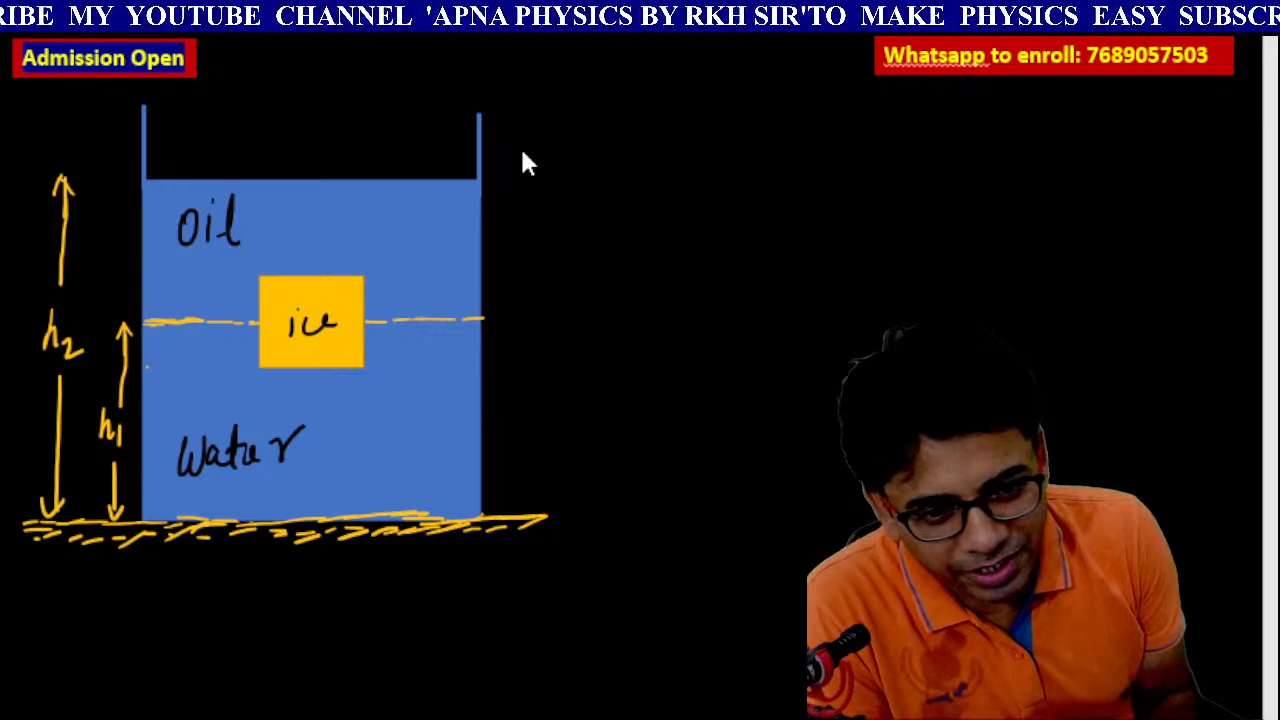 RIBE MY YOUTUBE CHANNEL 'APNA PHYSICS BY RKH SIR'TO MAKE PHYSICS EASY SUBSCR
Admission Open
Whatsapp to enroll: 7689057503
Oil
ice
h2
h1
Water